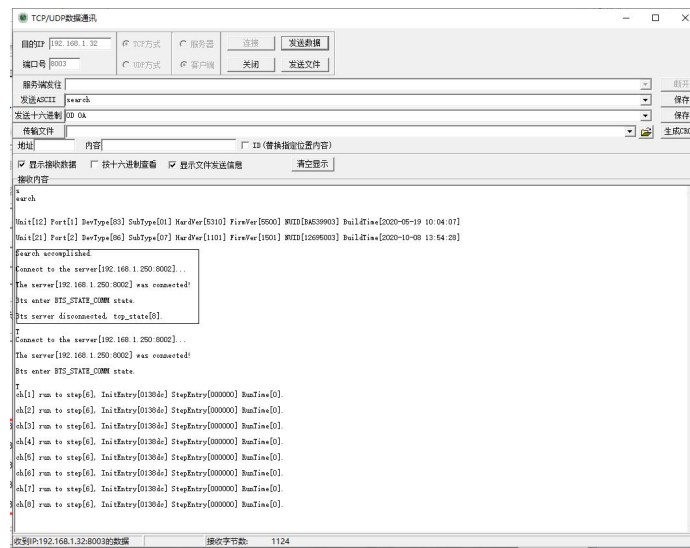 TCP/UDP数据通讯
目的IP 192.168.1.32 TCP方式 服务器 连接 发送数据
端口号 8003 UDP方式 客户端 关闭 发送文件
服务端发往 断开
发送ASCII search 保存
发送十六进制 0D 0A 保存
传输文件 生成CRC
地址 内容 ID(替换指定位置内容)
显示接收数据 按十六进制查看 显示文件发送信息 清空显示
接收内容
s
earch
Unit[12] Port[1] DevType[83] SubType[01] HardVer[5310] FirmVer[5500] NUID[BA539903] BuildTime[2020-05-19 10:04:07]
Unit[21] Port[2] DevType[86] SubType[07] HardVer[1101] FirmVer[1501] NUID[12695003] BuildTime[2020-10-08 13:54:28]
Search accomplished.
Connect to the server[192.168.1.250:8002]...
The server[192.168.1.250:8002] was connected!
Bts enter BTS_STATE_COMM state.
Bts server disconnected, tcp_state[8].
T
Connect to the server[192.168.1.250:8002]...
The server[192.168.1.250:8002] was connected!
Bts enter BTS_STATE_COMM state.
T
ch[1] run to step[6], InitEntry[0138dc] StepEntry[000000] RunTime[0].
ch[2] run to step[6], InitEntry[0138dc] StepEntry[000000] RunTime[0].
ch[3] run to step[6], InitEntry[0138dc] StepEntry[000000] RunTime[0].
ch[4] run to step[6], InitEntry[0138dc] StepEntry[000000] RunTime[0].
ch[5] run to step[6], InitEntry[0138dc] StepEntry[000000] RunTime[0].
ch[6] run to step[6], InitEntry[0138dc] StepEntry[000000] RunTime[0].
ch[7] run to step[6], InitEntry[0138dc] StepEntry[000000] RunTime[0].
ch[8] run to step[6], InitEntry[0138dc] StepEntry[000000] RunTime[0].
收到IP:192.168.1.32:8003的数据 接收字节数: 1124